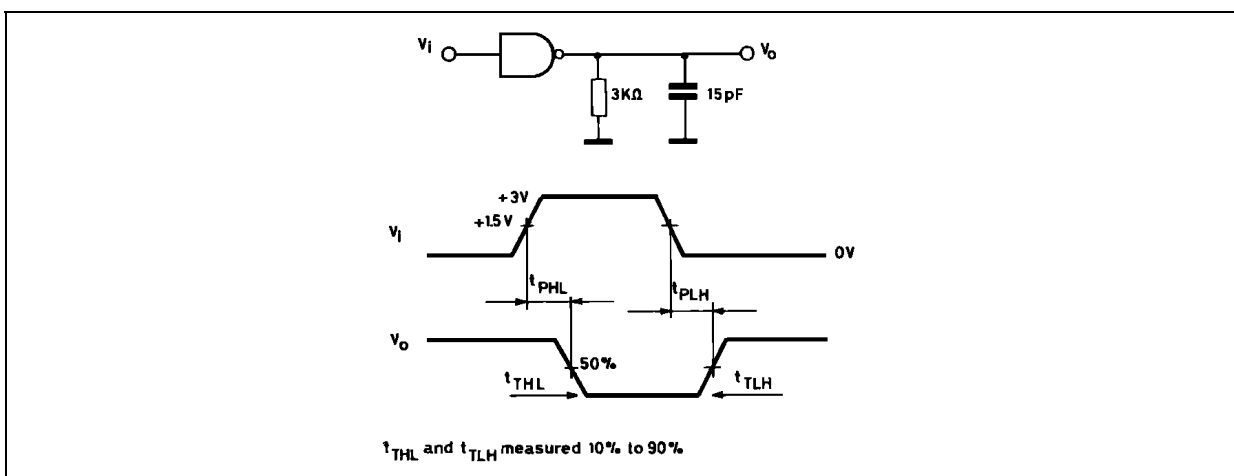 Vi
Vo
3KΩ
15pF
+3V
+1.5V
Vi
0V
tPHL
tPLH
Vo
50%
tTHL
tTLH
tTHL and tTLH measured 10% to 90%